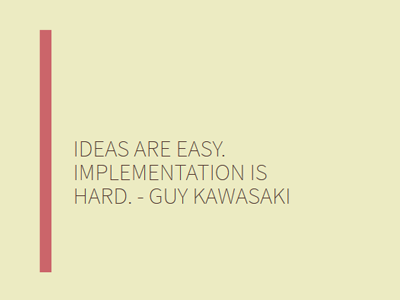 IDEAS ARE EASY.
IMPLEMENTATION IS
HARD. - GUY KAWASAKI